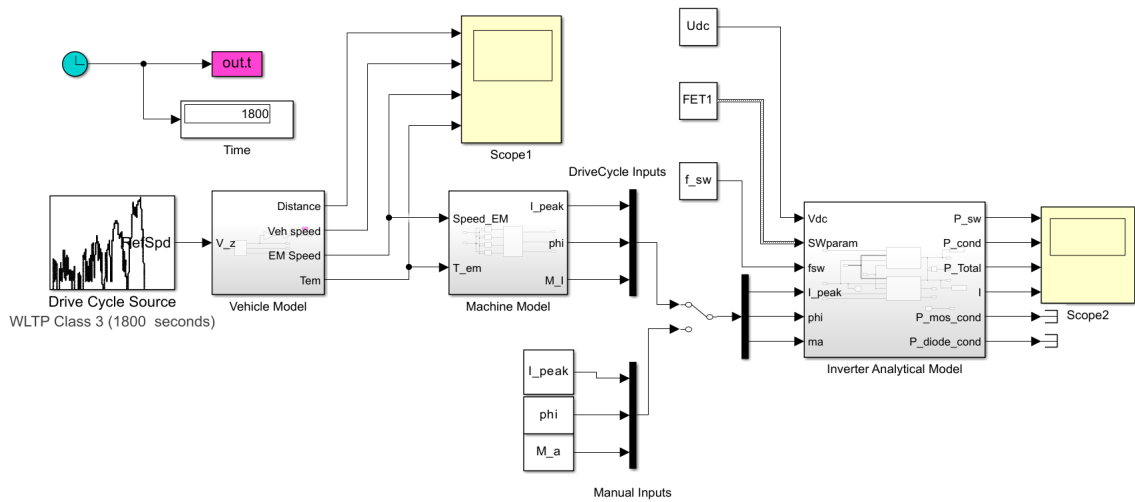 out.t
1800
Time
Scope1
RefSpd
Drive Cycle Source
WLTP Class 3 (1800 seconds)
V_z
Distance
Veh speed
EM Speed
Tem
Vehicle Model
Speed_EM
T_em
I_peak
phi
M_I
Machine Model
DriveCycle Inputs
I_peak
phi
M_a
Manual Inputs
Udc
FET1
f_sw
Vdc
SWparam
fsw
I_peak
phi
ma
P_sw
P_cond
P_Total
I
P_mos_cond
P_diode_cond
Inverter Analytical Model
Scope2